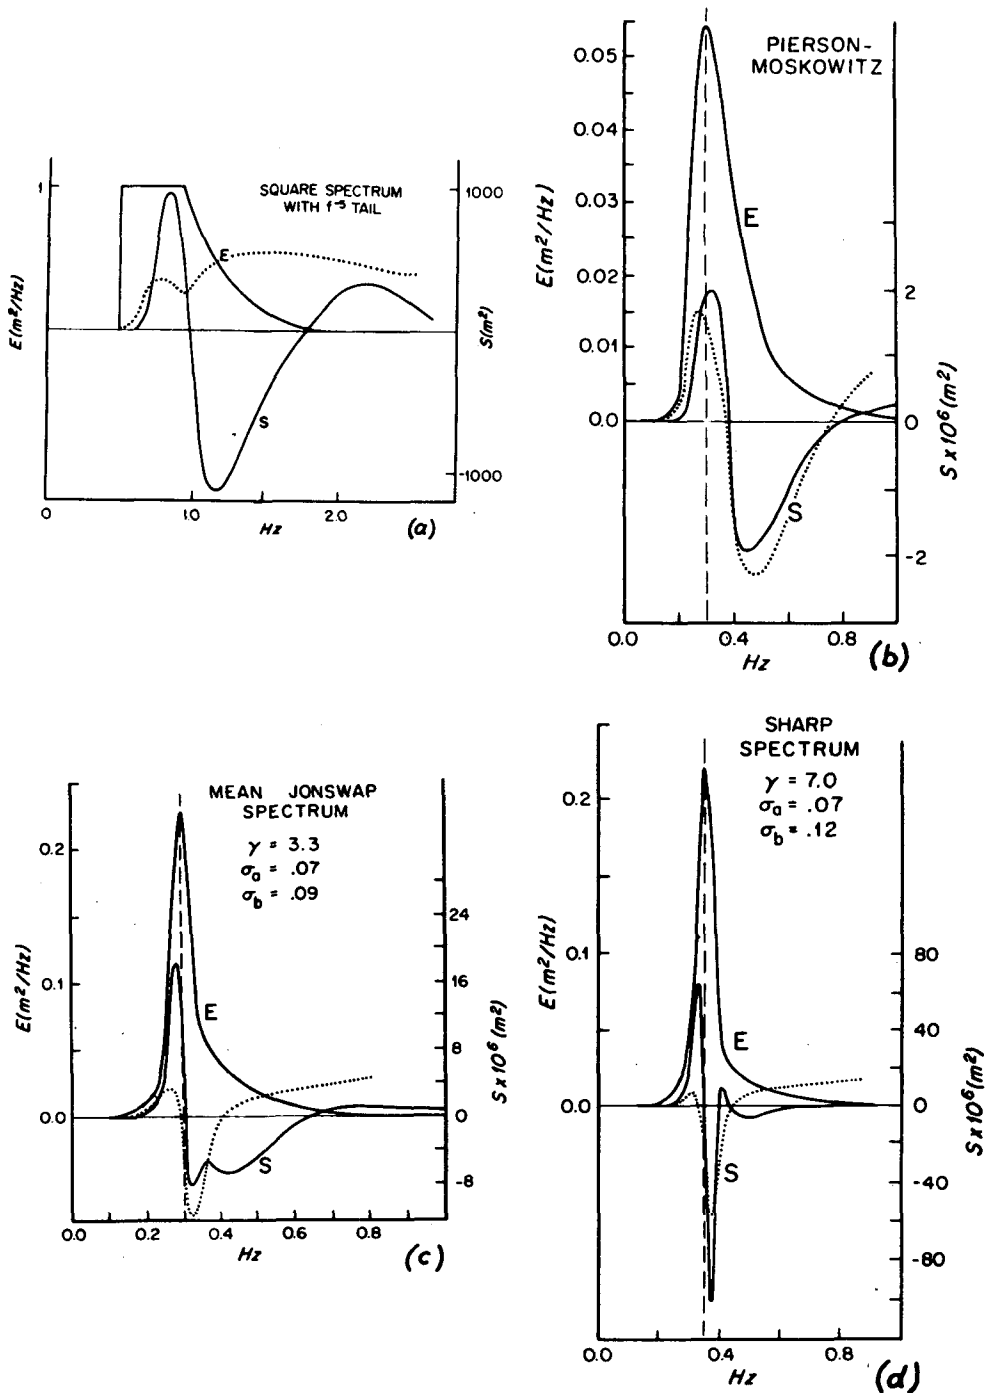 1
E(m²/Hz)
0
SQUARE SPECTRUM
WITH f⁻⁵ TAIL
E
S
1000
S(m²)
-1000
0
1.0
2.0
Hz
(a)
PIERSON-
MOSKOWITZ
0.05
0.04
0.03
0.02
0.01
0.0
E(m²/Hz)
E
S
2
0
-2
S x 10⁶ (m²)
0.0
0.4
0.8
Hz
(b)
MEAN JONSWAP
SPECTRUM
γ = 3.3
σa = .07
σb = .09
0.2
0.1
0.0
E(m²/Hz)
E
S
24
16
8
0
-8
S x 10⁶ (m²)
0.0
0.2
0.4
0.6
Hz
(c)
SHARP
SPECTRUM
γ = 7.0
σa = .07
σb = .12
0.2
0.1
0.0
E(m²/Hz)
E
S
80
40
0
-40
-80
S x 10⁶ (m²)
0.0
0.4
0.8
Hz
(d)